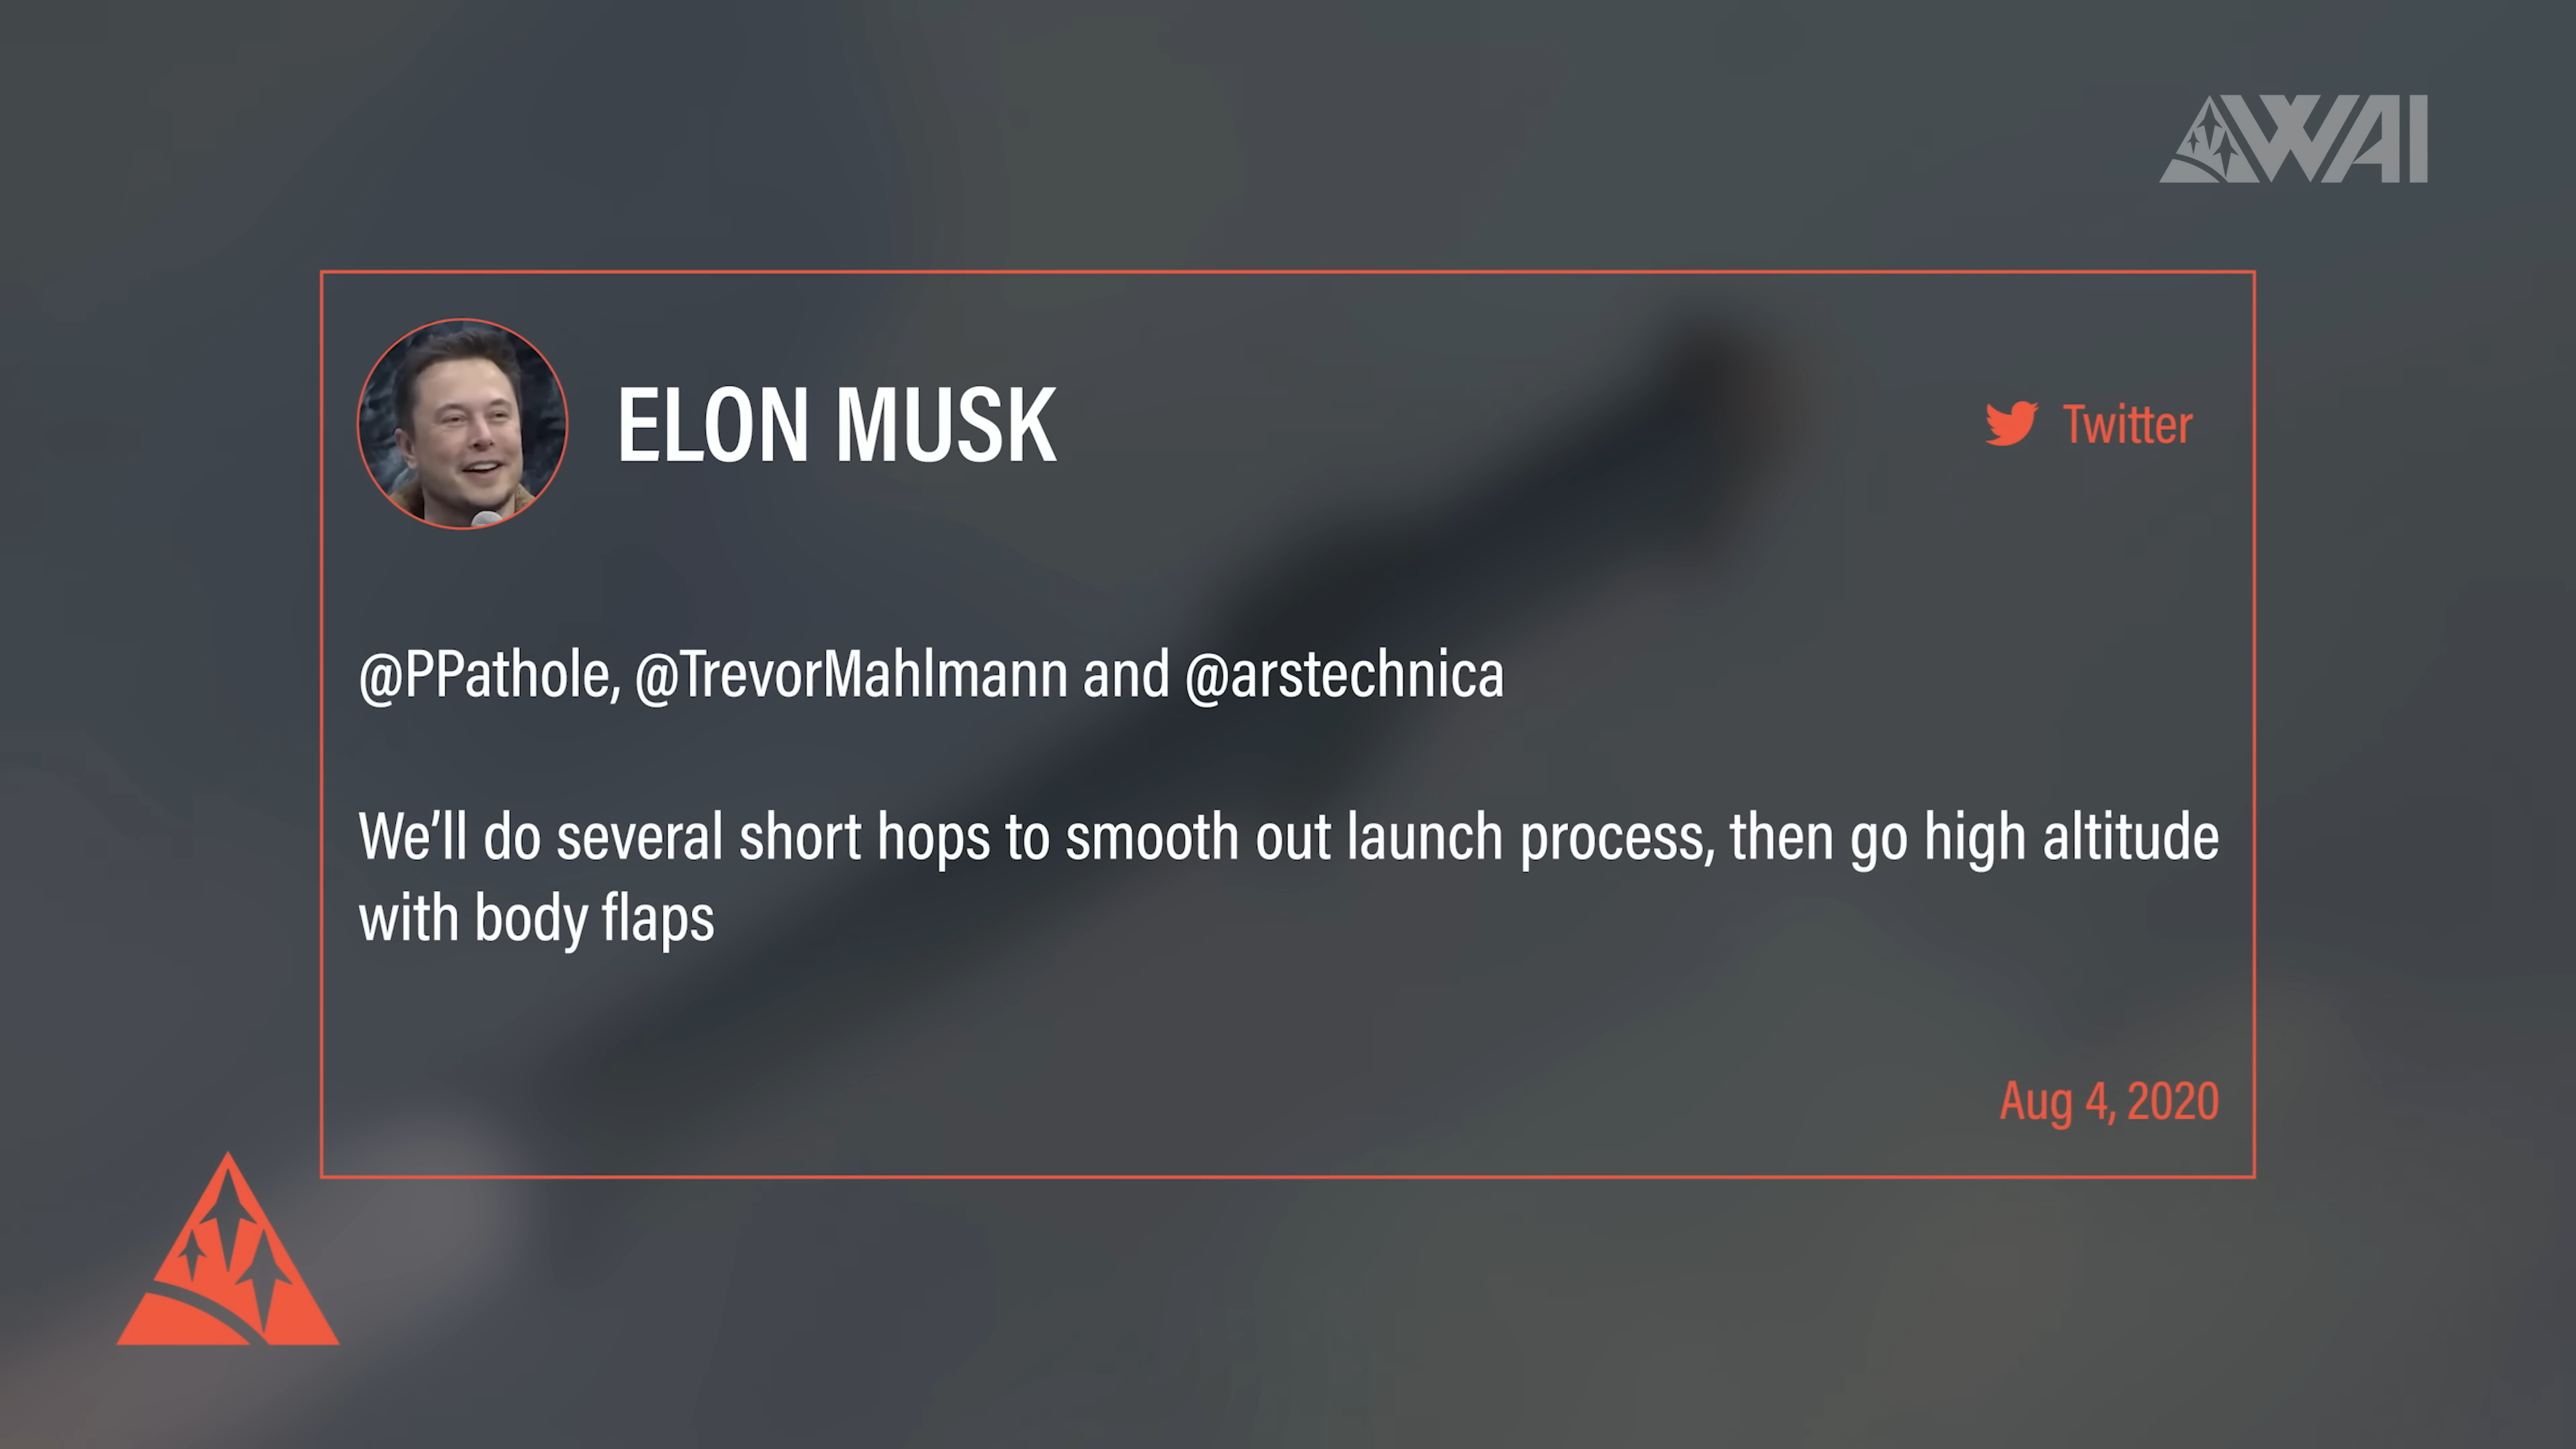 WAI
ELON MUSK
Twitter
@PPathole, @TrevorMahlmann and @arstechnica
We’ll do several short hops to smooth out launch process, then go high altitude
with body flaps
Aug 4, 2020